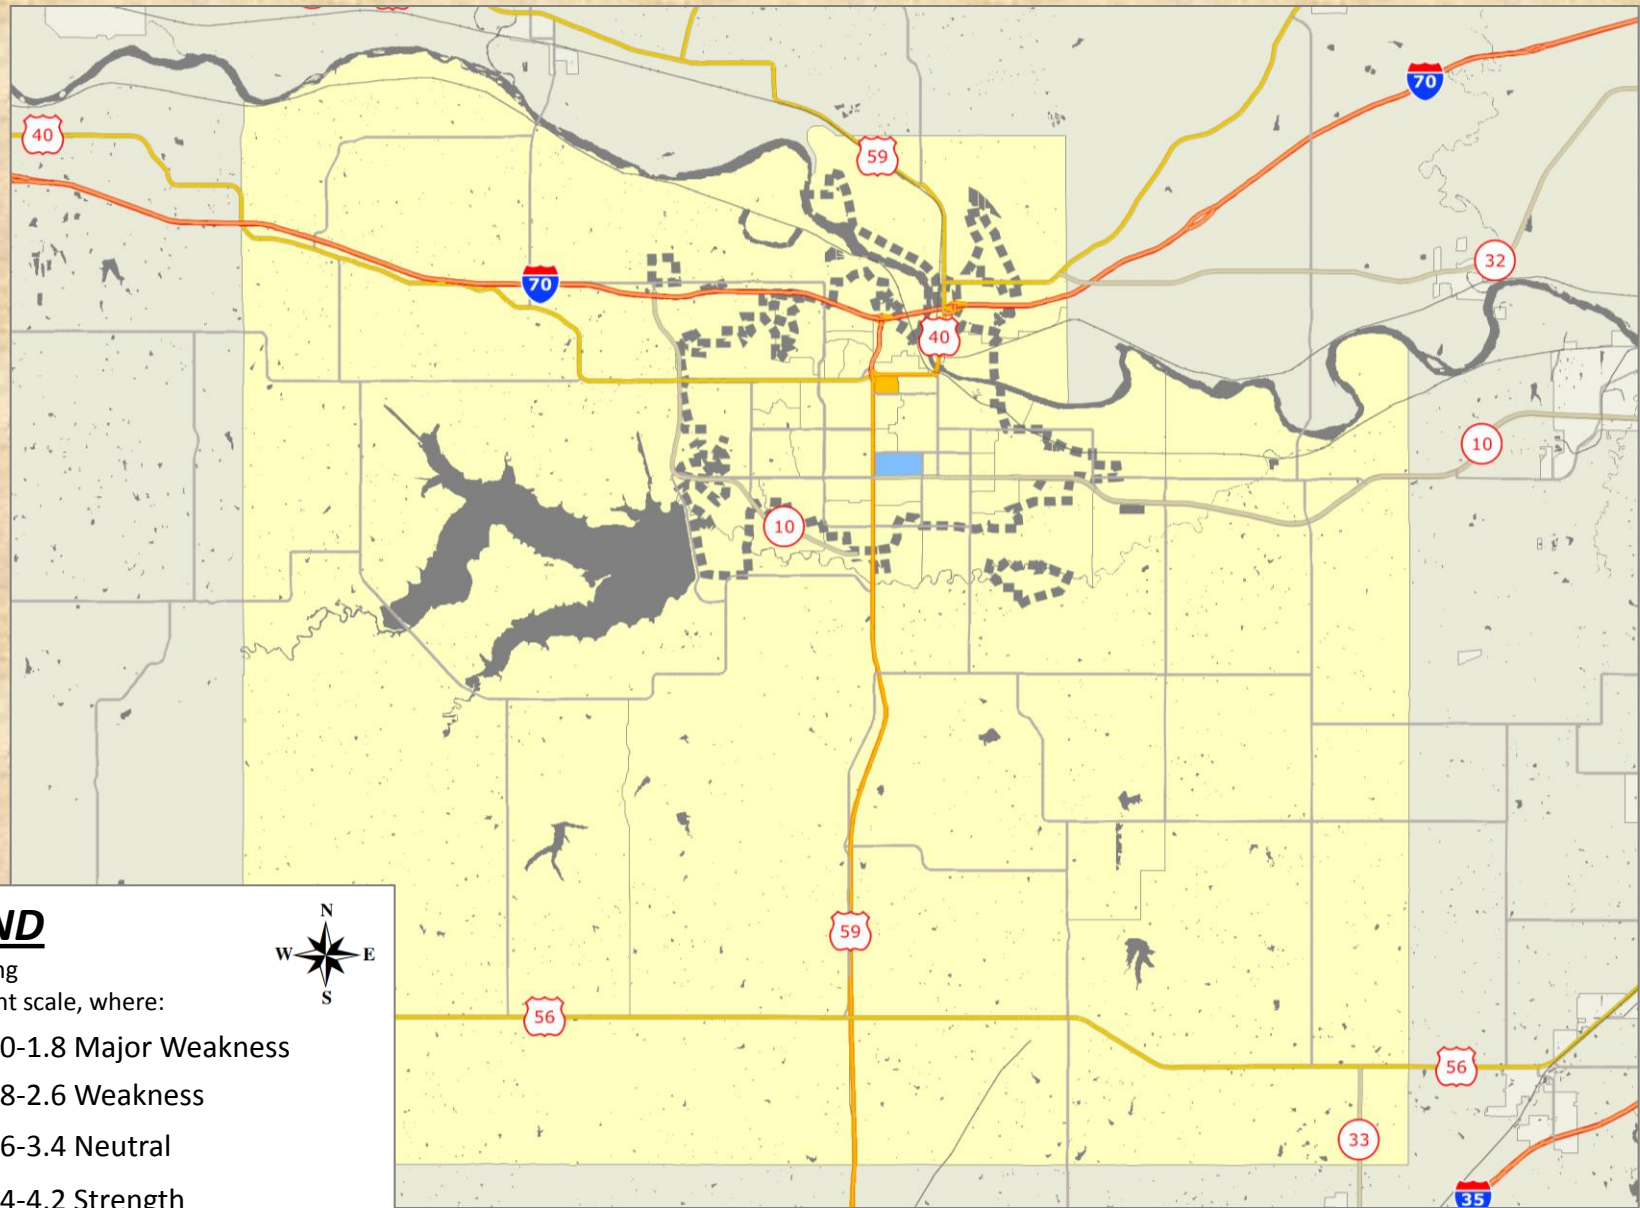 70
40
59
32
70
40
10
10
59
56
56
33
35
ND
N
W E
S
ng
nt scale, where:
0-1.8 Major Weakness
8-2.6 Weakness
6-3.4 Neutral
4-4.2 Strength